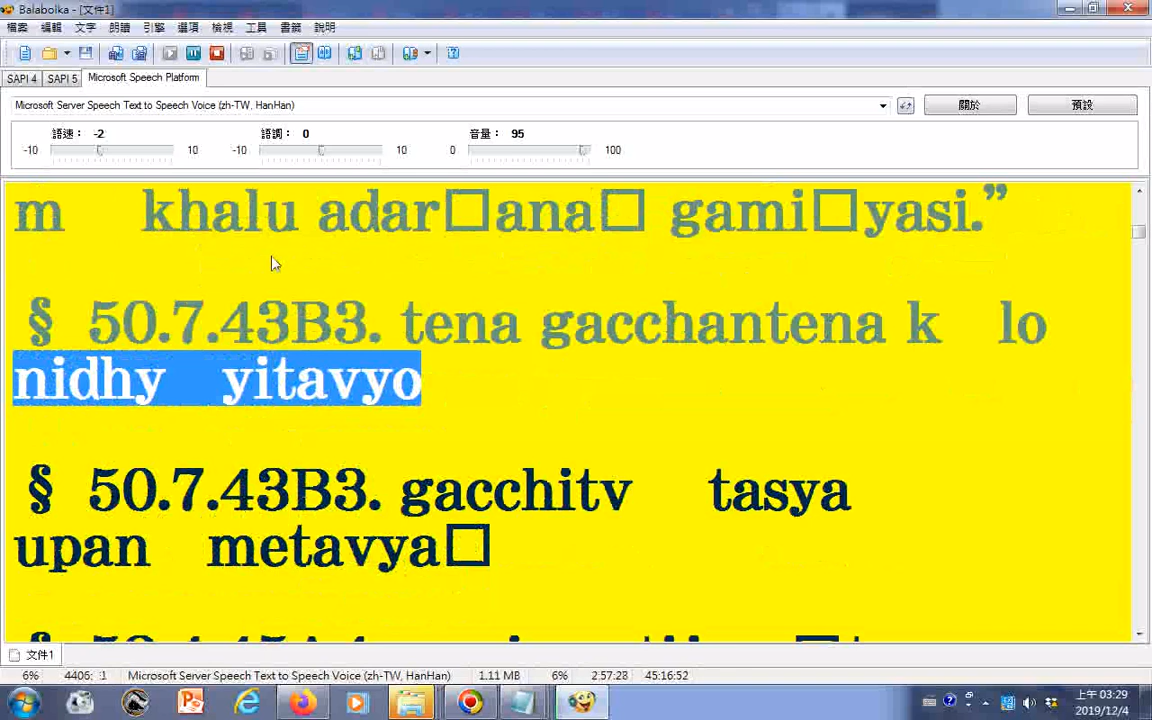 Balabolka - [文件1]
檔案 編輯 文字 朗讀 引擎 選項 檢視 工具 書籤 說明
SAPI 4 SAPI 5 Microsoft Speech Platform
Microsoft Server Speech Text to Speech Voice (zh-TW, HanHan) 關於 預設
語速： -2 語調： 0 音量： 95
-10 10 -10 10 0 100
m khalu adar□ana□ gami□yasi.”
§ 50.7.43B3. tena gacchantena k lo
nidhy yitavyo
§ 50.7.43B3. gacchitv tasya
upan metavya□
文件1
6% 4406: 1 Microsoft Server Speech Text to Speech Voice (zh-TW, HanHan) 1.11 MB 6% 2:57:28 45:16:52
上午 03:29
2019/12/4